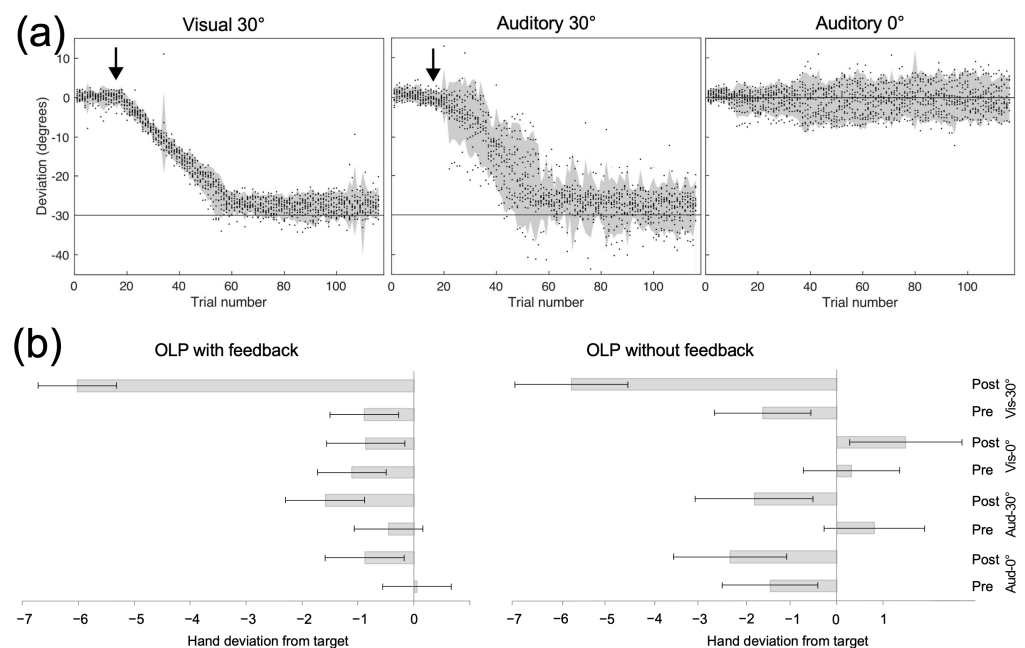 (a)
Visual 30°
Auditory 30°
Auditory 0°
Deviation (degrees)
10
0
-10
-20
-30
-40
0 20 40 60 80 100
0 20 40 60 80 100
0 20 40 60 80 100
Trial number
Trial number
Trial number
(b)
OLP with feedback
OLP without feedback
Post
Pre
Vis-30°
Post
Pre
Vis-0°
Post
Pre
Aud-30°
Post
Pre
Aud-0°
−7 −6 −5 −4 −3 −2 −1 0
−7 −6 −5 −4 −3 −2 −1 0 1
Hand deviation from target
Hand deviation from target